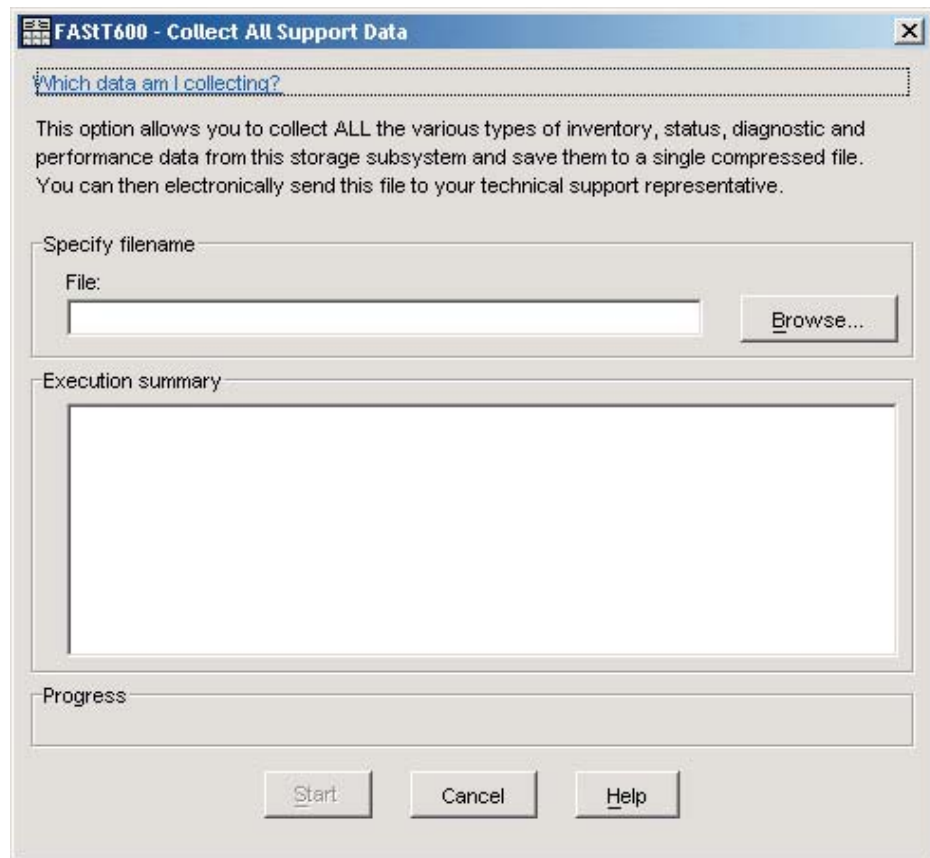 FAStT600 - Collect All Support Data
Which data am I collecting?
This option allows you to collect ALL the various types of inventory, status, diagnostic and
performance data from this storage subsystem and save them to a single compressed file.
You can then electronically send this file to your technical support representative.
Specify filename
File:
Browse...
Execution summary
Progress
Start Cancel Help